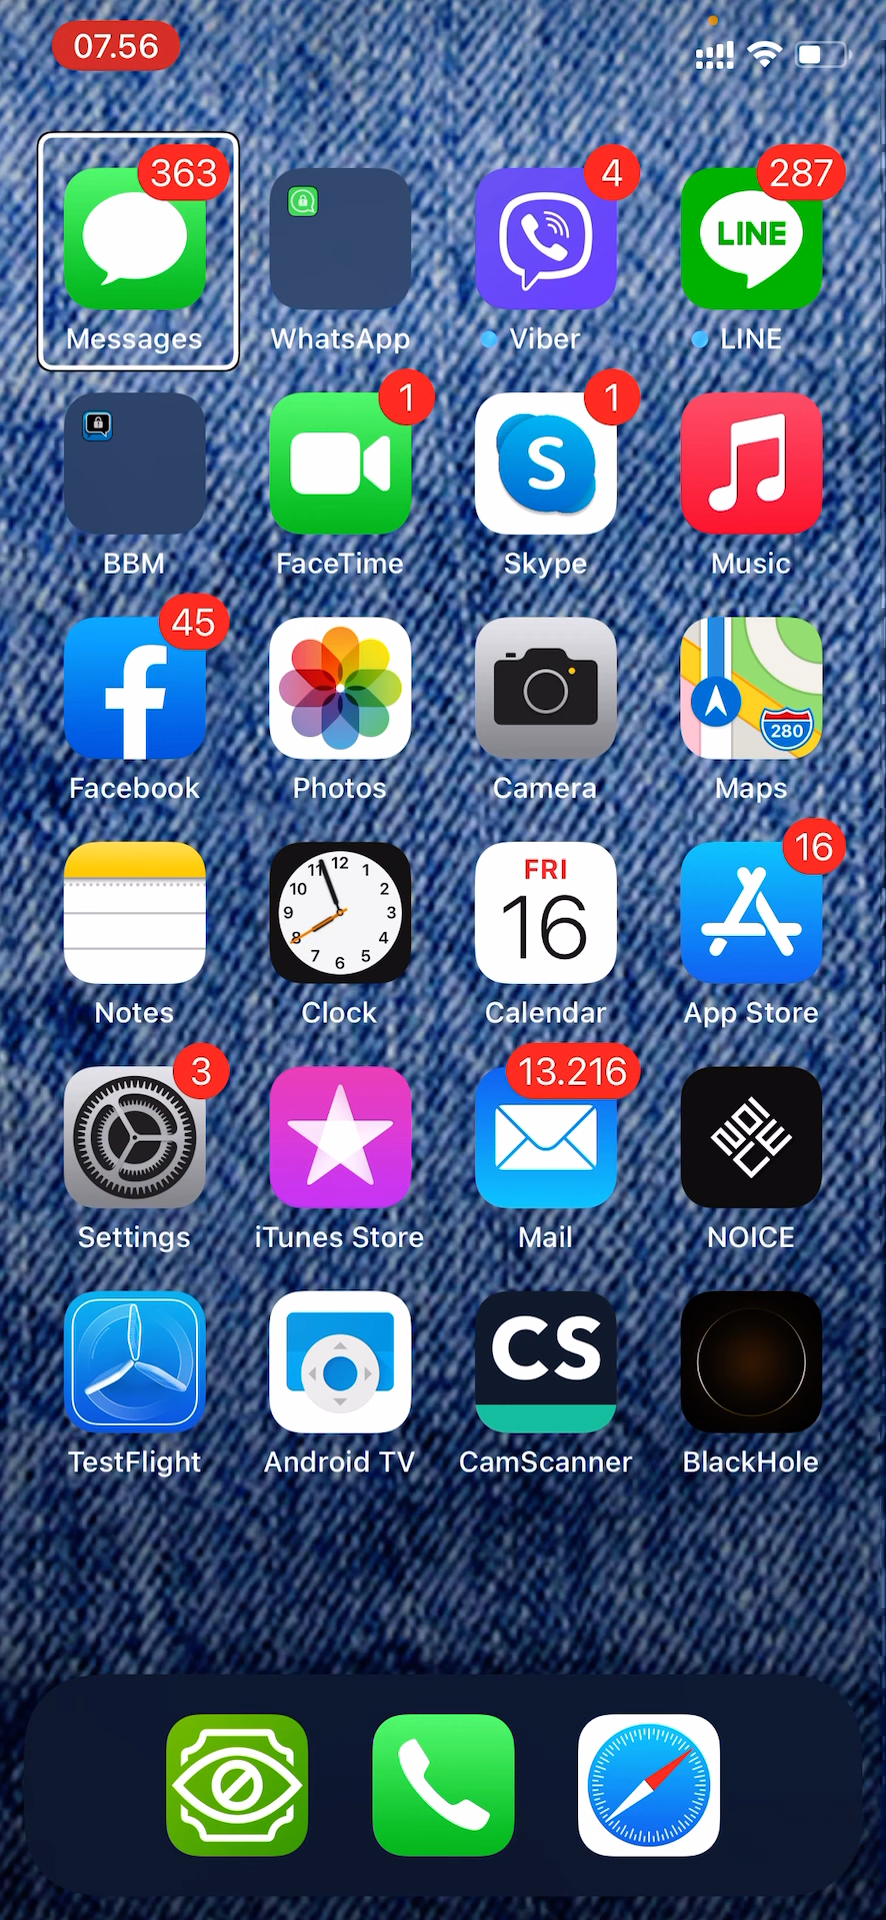 07.56
363
4
287
LINE
Messages
WhatsApp
Viber
LINE
1
1
S
BBM
FaceTime
Skype
Music
45
f
280
Facebook
Photos
Camera
Maps
12
11 1
10 2
9 3
8 4
7 5
6
FRI
16
16
Notes
Clock
Calendar
App Store
3
13.216
NOICE
Settings
iTunes Store
Mail
NOICE
CS
TestFlight
Android TV
CamScanner
BlackHole